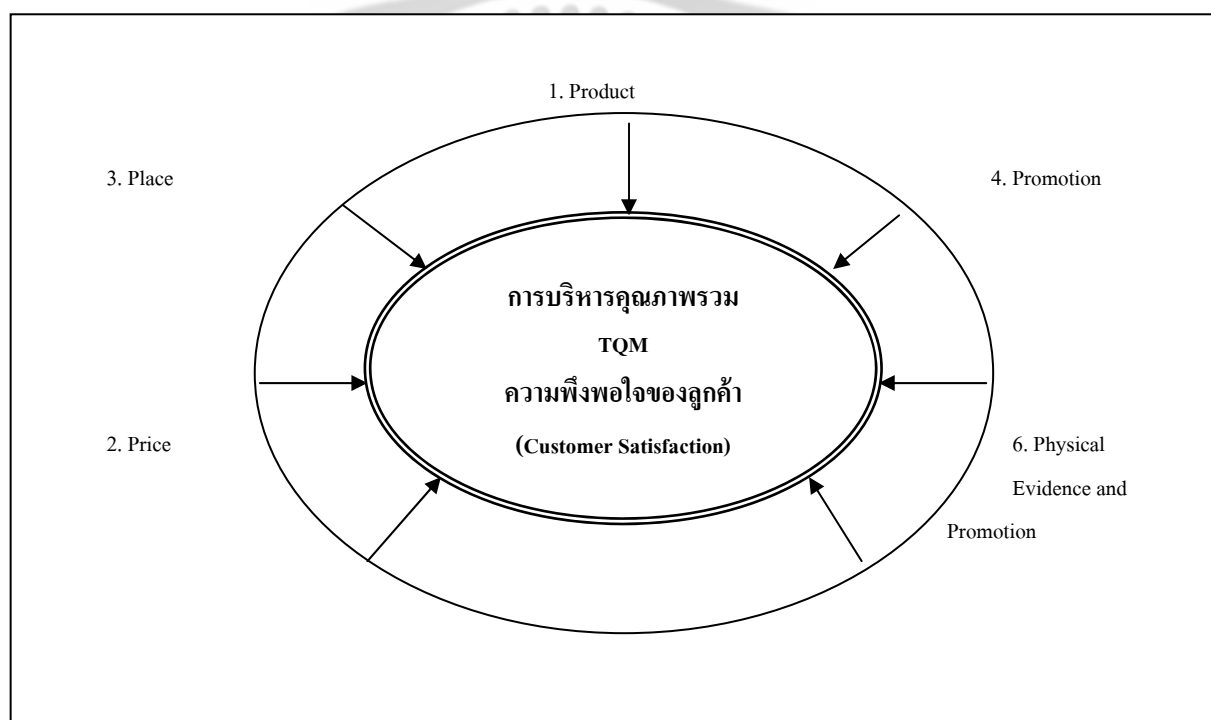 1. Product
3. Place
4. Promotion
การบริหารคุณภาพรวม
TQM
ความพึงพอใจของลูกค้า
(Customer Satisfaction)
2. Price
6. Physical
Evidence and
Promotion